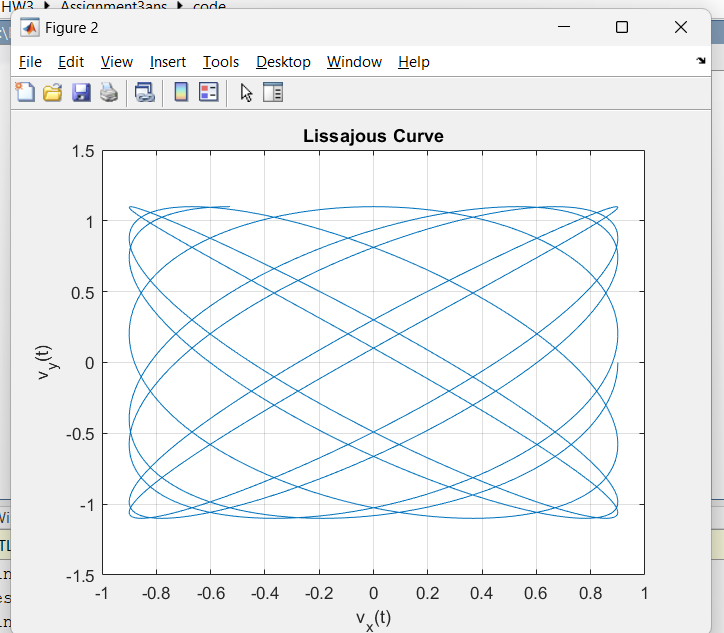 HW3 Assignment3ans code
Figure 2
File Edit View Insert Tools Desktop Window Help
Lissajous Curve
1.5
1
0.5
0
-0.5
-1
-1.5
v_y(t)
-1 -0.8 -0.6 -0.4 -0.2 0 0.2 0.4 0.6 0.8 1
v_x(t)